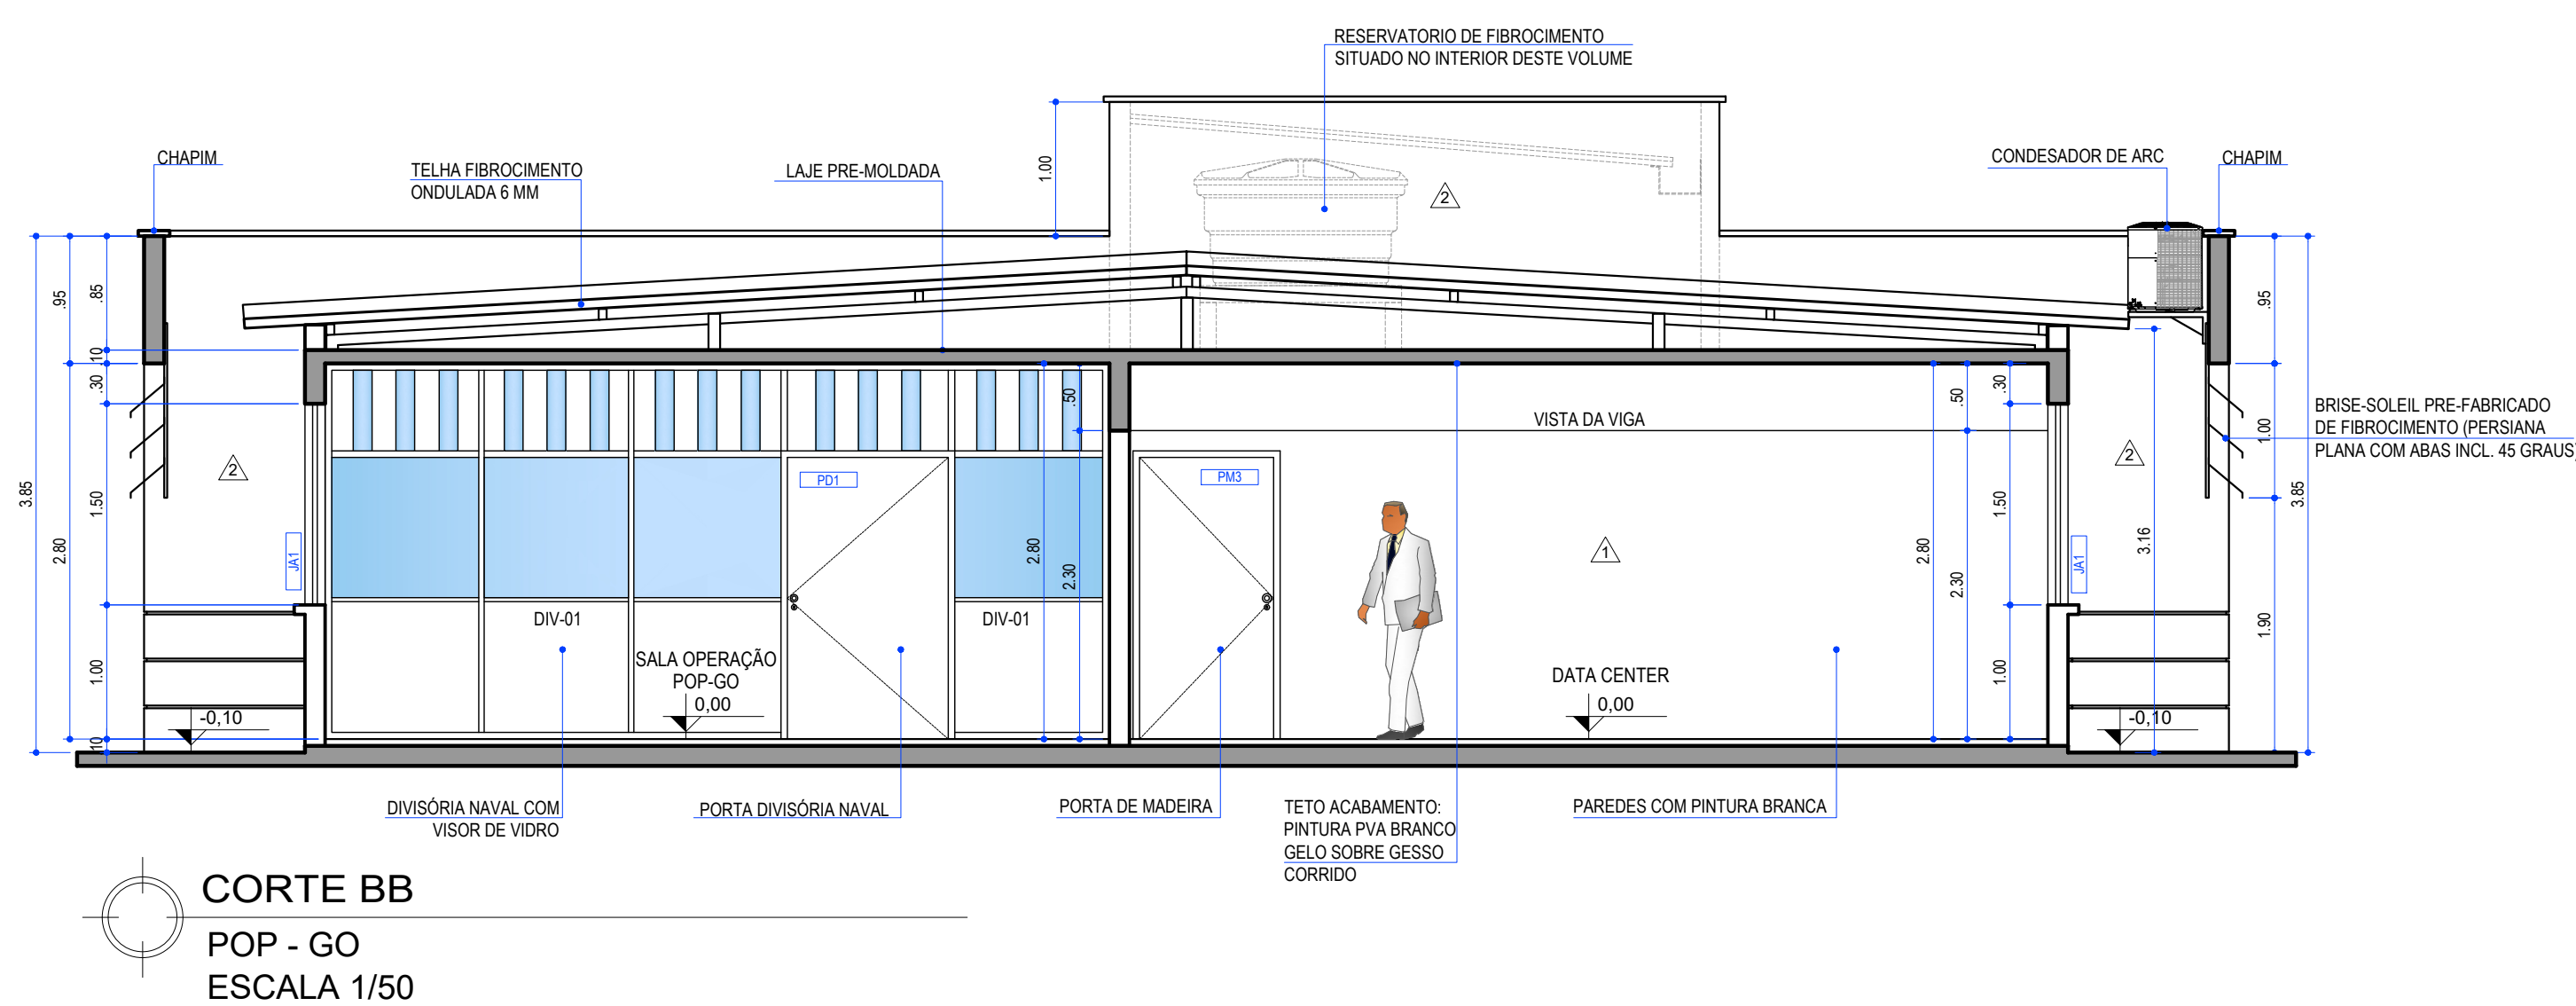 RESERVATORIO DE FIBROCIMENTO
SITUADO NO INTERIOR DESTE VOLUME
CHAPIM
TELHA FIBROCIMENTO
ONDULADA 6 MM
LAJE PRE-MOLDADA
1.00
2
CONDESADOR DE ARC
CHAPIM
3.85
.95
.85
.10
.30
2.80
1.50
1.00
.10
2
JA1
-0,10
DIV-01
SALA OPERAÇÃO
POP-GO
0,00
PD1
DIV-01
2.80
.50
2.30
VISTA DA VIGA
PM3
1
DATA CENTER
0,00
2.80
.50
2.30
.30
1.50
1.00
JA1
2
3.16
-0,10
.95
1.00
1.90
3.85
BRISE-SOLEIL PRE-FABRICADO
DE FIBROCIMENTO (PERSIANA
PLANA COM ABAS INCL. 45 GRAUS)
DIVISÓRIA NAVAL COM
VISOR DE VIDRO
PORTA DIVISÓRIA NAVAL
PORTA DE MADEIRA
TETO ACABAMENTO:
PINTURA PVA BRANCO
GELO SOBRE GESSO
CORRIDO
PAREDES COM PINTURA BRANCA
CORTE BB
POP - GO
ESCALA 1/50